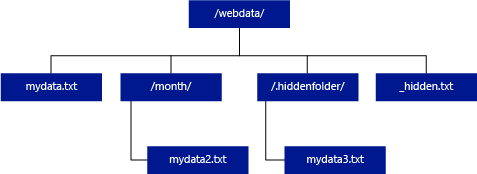 /webdata/
mydata.txt
/month/
/.hiddenfolder/
_hidden.txt
mydata2.txt
mydata3.txt